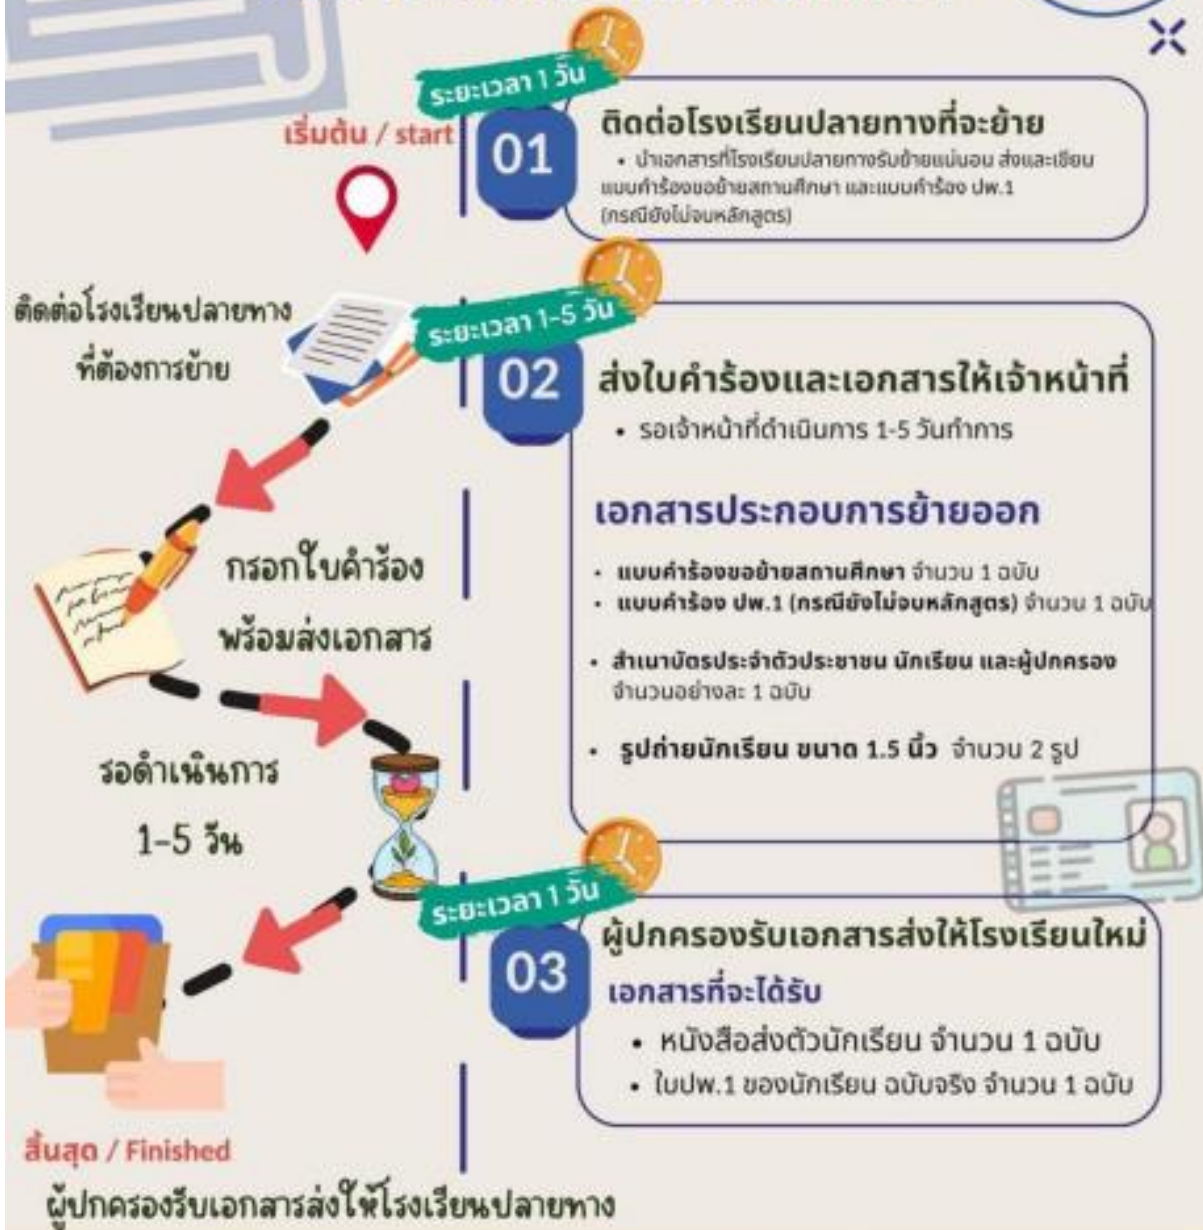 ระยะเวลา 1 วัน
เริ่มต้น / start
01
ติดต่อโรงเรียนปลายทางที่จะย้าย
• นำเอกสารที่โรงเรียนปลายทางรับย้ายแน่นอน ส่งและเขียน
แบบคำร้องขอย้ายสถานศึกษา และแบบคำร้อง ปพ.1
(กรณียังไม่จบหลักสูตร)
ติดต่อโรงเรียนปลายทาง
ที่ต้องการย้าย
ระยะเวลา 1-5 วัน
02
ส่งใบคำร้องและเอกสารให้เจ้าหน้าที่
• รอเจ้าหน้าที่ดำเนินการ 1-5 วันทำการ
เอกสารประกอบการย้ายออก
• แบบคำร้องขอย้ายสถานศึกษา จำนวน 1 ฉบับ
• แบบคำร้อง ปพ.1 (กรณียังไม่จบหลักสูตร) จำนวน 1 ฉบับ
• สำเนาบัตรประจำตัวประชาชน นักเรียน และผู้ปกครอง
จำนวนอย่างละ 1 ฉบับ
• รูปถ่ายนักเรียน ขนาด 1.5 นิ้ว จำนวน 2 รูป
กรอกใบคำร้อง
พร้อมส่งเอกสาร
รอดำเนินการ
1-5 วัน
ระยะเวลา 1 วัน
03
ผู้ปกครองรับเอกสารส่งให้โรงเรียนใหม่
เอกสารที่จะได้รับ
• หนังสือส่งตัวนักเรียน จำนวน 1 ฉบับ
• ใบปพ.1 ของนักเรียน ฉบับจริง จำนวน 1 ฉบับ
สิ้นสุด / Finished
ผู้ปกครองรับเอกสารส่งให้โรงเรียนปลายทาง